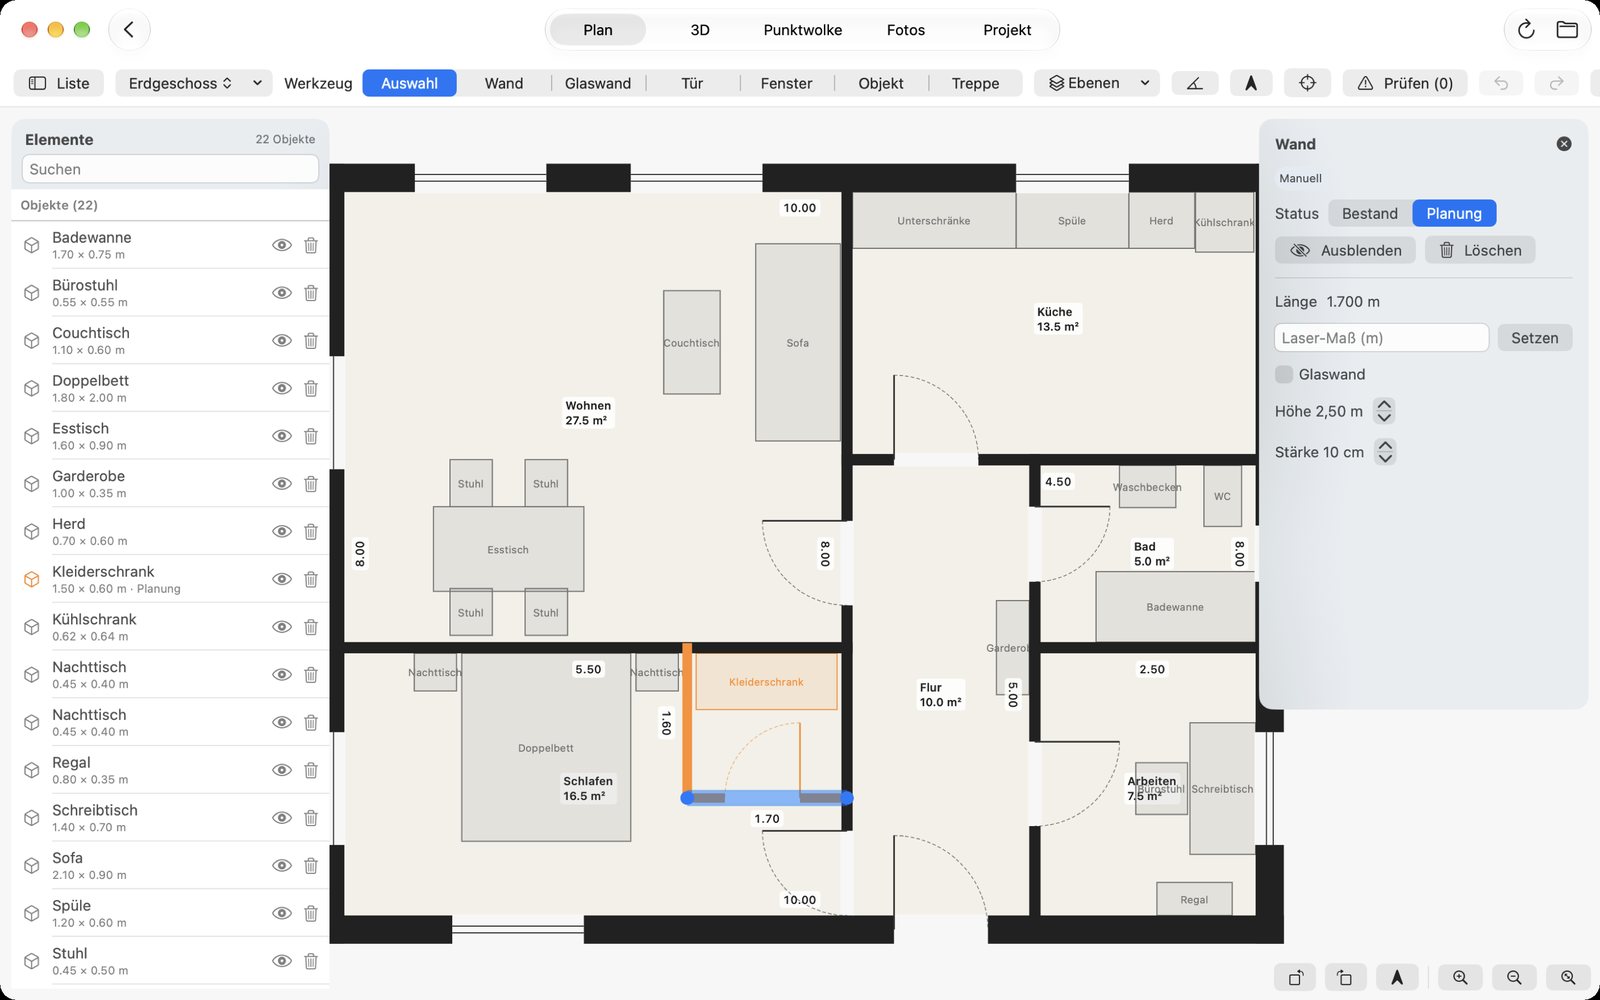 Plan
3D
Punktwolke
Fotos
Projekt
Liste
Erdgeschoss
Werkzeug
Auswahl
Wand
Glaswand
Tür
Fenster
Objekt
Treppe
Ebenen
Prüfen (0)
Elemente
22 Objekte
Suchen
Objekte (22)
Badewanne
1.70 × 0.75 m
Bürostuhl
0.55 × 0.55 m
Couchtisch
1.10 × 0.60 m
Doppelbett
1.80 × 2.00 m
Esstisch
1.60 × 0.90 m
Garderobe
1.00 × 0.35 m
Herd
0.70 × 0.60 m
Kleiderschrank
1.50 × 0.60 m · Planung
Kühlschrank
0.62 × 0.64 m
Nachttisch
0.45 × 0.40 m
Nachttisch
0.45 × 0.40 m
Regal
0.80 × 0.35 m
Schreibtisch
1.40 × 0.70 m
Sofa
2.10 × 0.90 m
Spüle
1.20 × 0.60 m
Stuhl
0.45 × 0.50 m
10.00
Unterschränke
Spüle
Herd
Kühlschrank
Couchtisch
Sofa
Küche
13.5 m²
Wohnen
27.5 m²
Stuhl
Stuhl
Esstisch
Stuhl
Stuhl
8.00
8.00
4.50
Waschbecken
WC
Bad
5.0 m²
8.00
Badewanne
Nachttisch
5.50
Nachttisch
Kleiderschrank
1.60
Doppelbett
Schlafen
16.5 m²
1.70
10.00
Flur
10.0 m²
Garderob
5.00
2.50
Arbeiten
7.5 m²
Bürostuhl
Schreibtisch
Regal
Wand
Manuell
Status
Bestand
Planung
Ausblenden
Löschen
Länge 1.700 m
Laser-Maß (m)
Setzen
Glaswand
Höhe 2,50 m
Stärke 10 cm